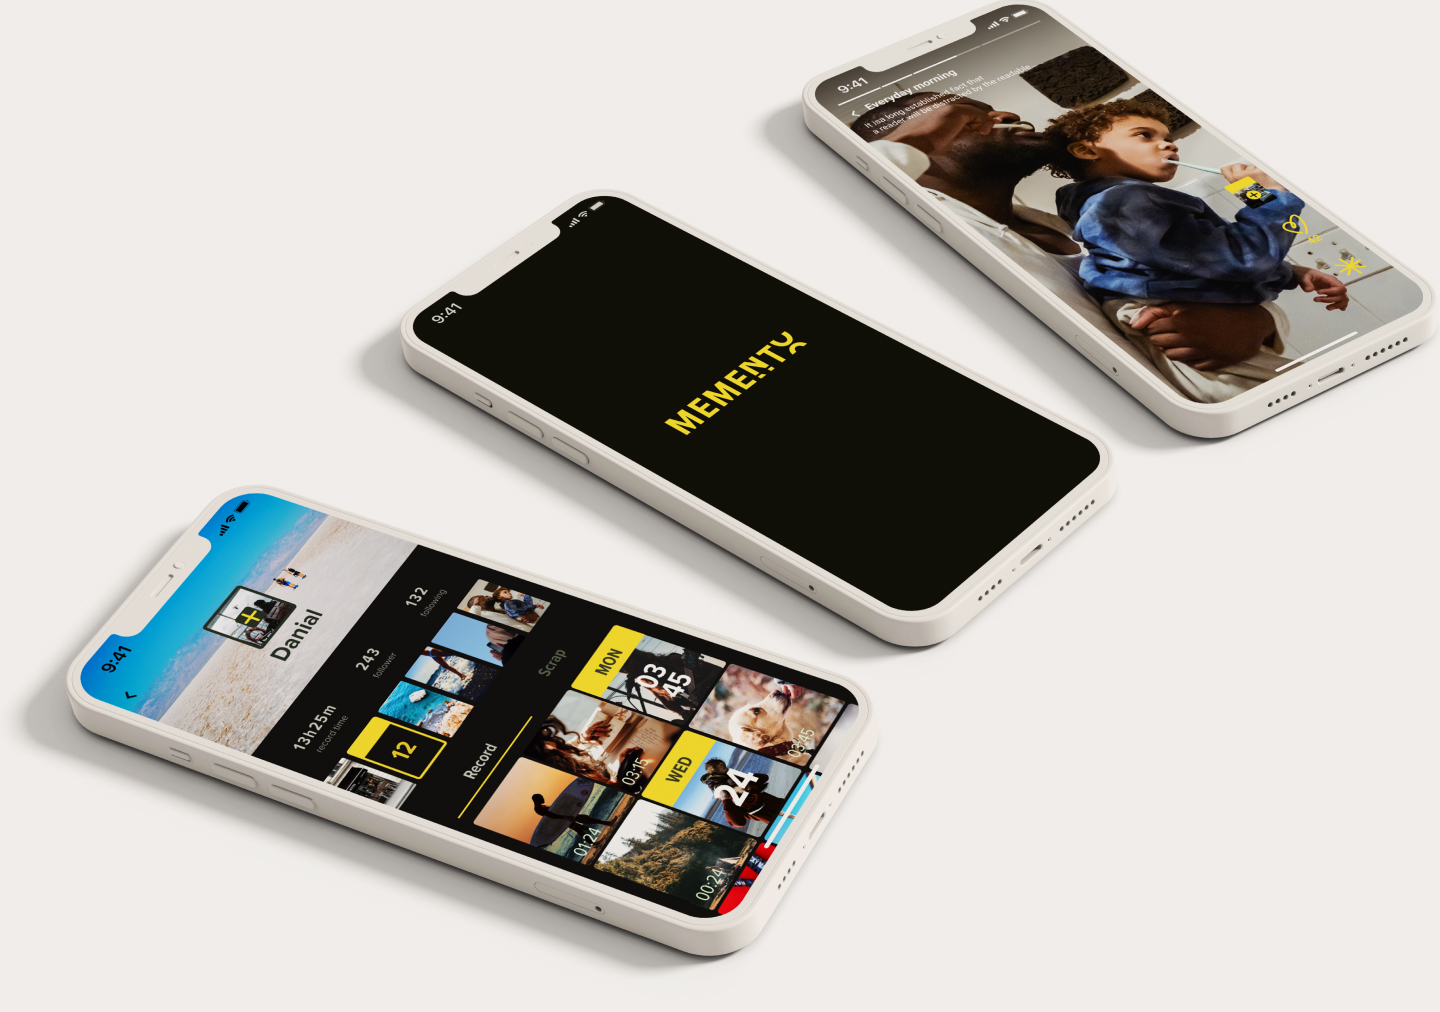 9:41
Everyday morning
It isa long established fact that
a reader will be distracted by the readable
9:41
MEMENTO
9:41
Danial
13h25m
record time
243
follower
132
following
12
Record
Scrap
MON
03
45
03:15
03:45
WED
24
01:24
00:24